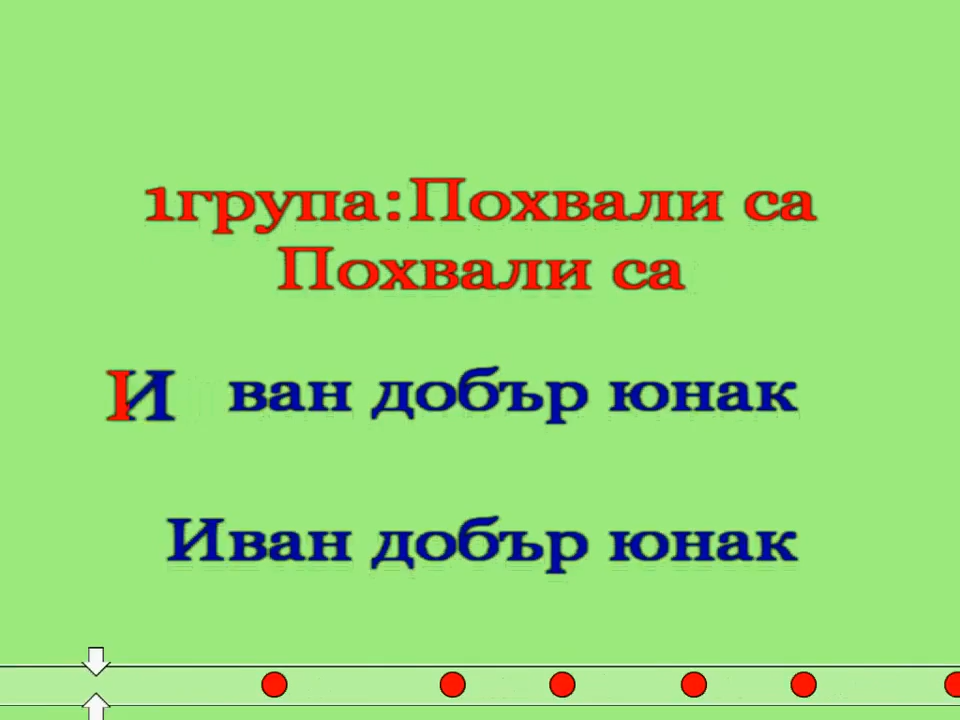 1група:Похвали са
Похвали са
И ван добър юнак
Иван добър юнак